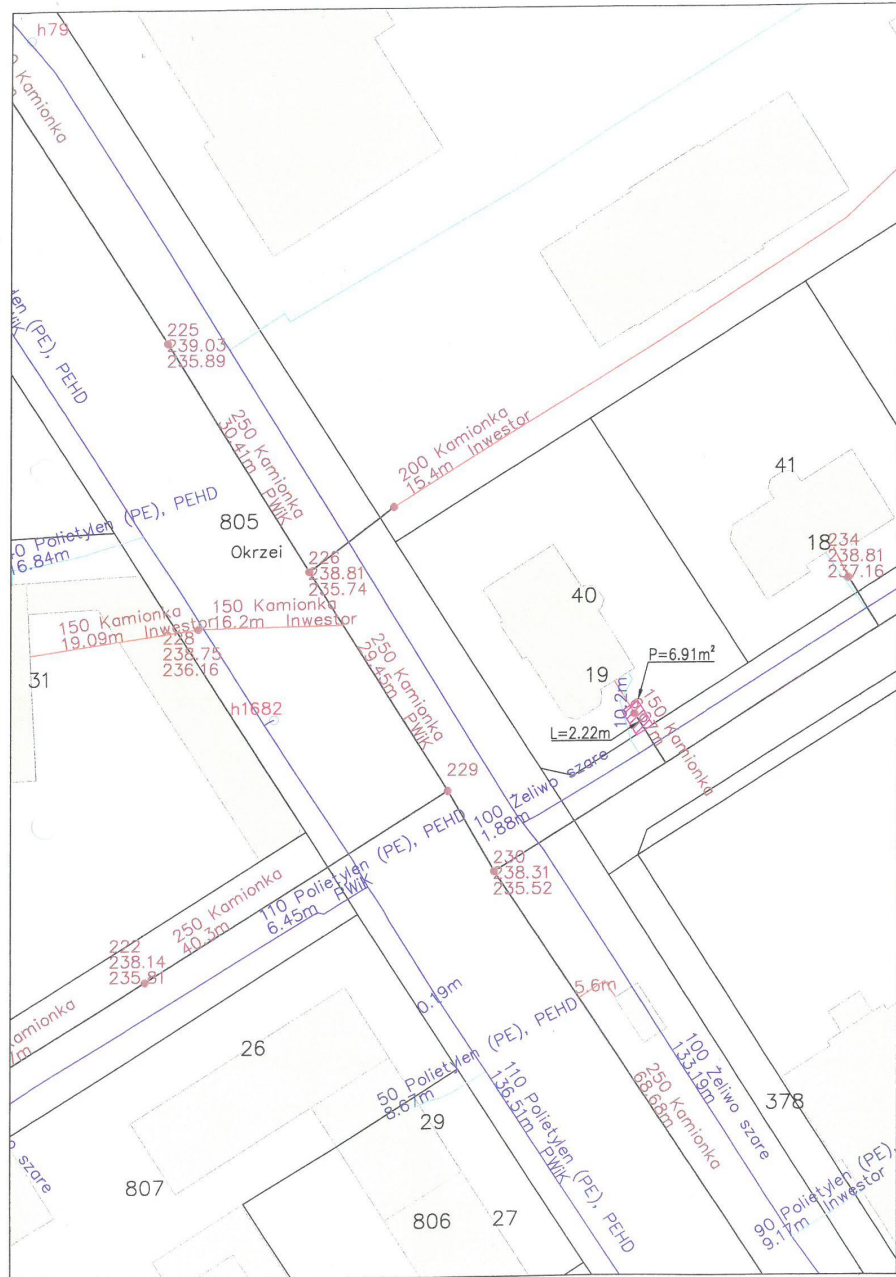 h79
Kamionka
225
239.03
235.89
(PE), PEHD
250 Kamionka
30.41m PWiK
200 Kamionka
15.4m Inwestor
41
805
Okrzei
Polietylen (PE), PEHD
16.84m
226
238.81
235.74
18
234
238.81
237.16
40
150 Kamionka
19.09m Inwestor
150 Kamionka
16.2m Inwestor
228
238.75
236.16
31
250 Kamionka
29.45m
PWiK
P=6.91m²
19
10.2m
150 Kamionka
L=2.22m
h1682
229
100 Żeliwo szare
1.88m
230
238.31
235.52
110 Polietylen (PE), PEHD
6.45m PWiK
250 Kamionka
40.3m
222
238.14
235.81
Kamionka
5.6m
0.19m
26
50 Polietylen (PE), PEHD
8.67m
29
110 Polietylen (PE), PEHD
136.51m PWiK
250 Kamionka
68.68m
100 Żeliwo szare
133.19m
378
szare
807
806
27
90 Polietylen (PE),
9.17m Inwestor